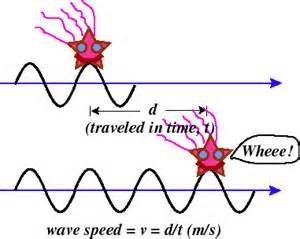 d
(traveled in time, t)
Wheee!
wave speed = v = d/t (m/s)